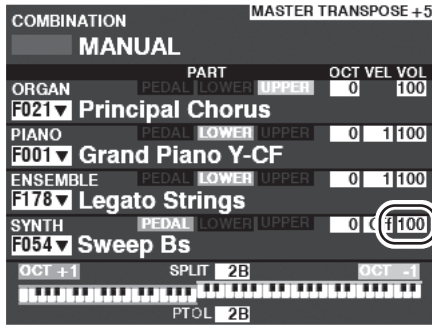 MASTER TRANSPOSE +5
COMBINATION
MANUAL
PART OCT VEL VOL
ORGAN PEDAL LOWER UPPER 0 100
F021▼ Principal Chorus
PIANO PEDAL LOWER UPPER 0 1 100
F001▼ Grand Piano Y-CF
ENSEMBLE PEDAL LOWER UPPER 0 1 100
F178▼ Legato Strings
SYNTH PEDAL LOWER UPPER 0 100
F054▼ Sweep Bs
OCT +1 SPLIT 2B OCT -1
PTOL 2B